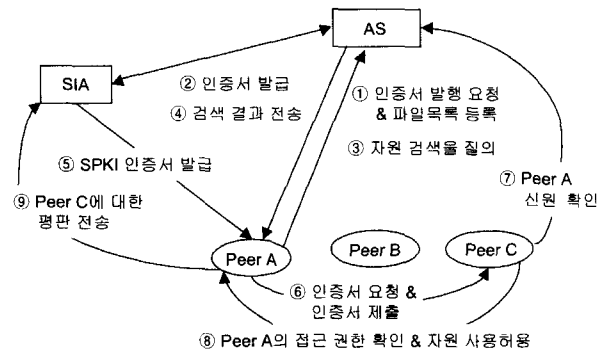 AS
SIA
② 인증서 발급
④ 검색 결과 전송
① 인증서 발행 요청
& 파일목록 등록
③ 자원 검색물 질의
⑤ SPKI 인증서 발급
⑦ Peer A
신원 확인
⑨ Peer C에 대한
평판 전송
Peer A
Peer B
Peer C
⑥ 인증서 요청 &
인증서 제출
⑧ Peer A의 접근 권한 확인 & 자원 사용허용